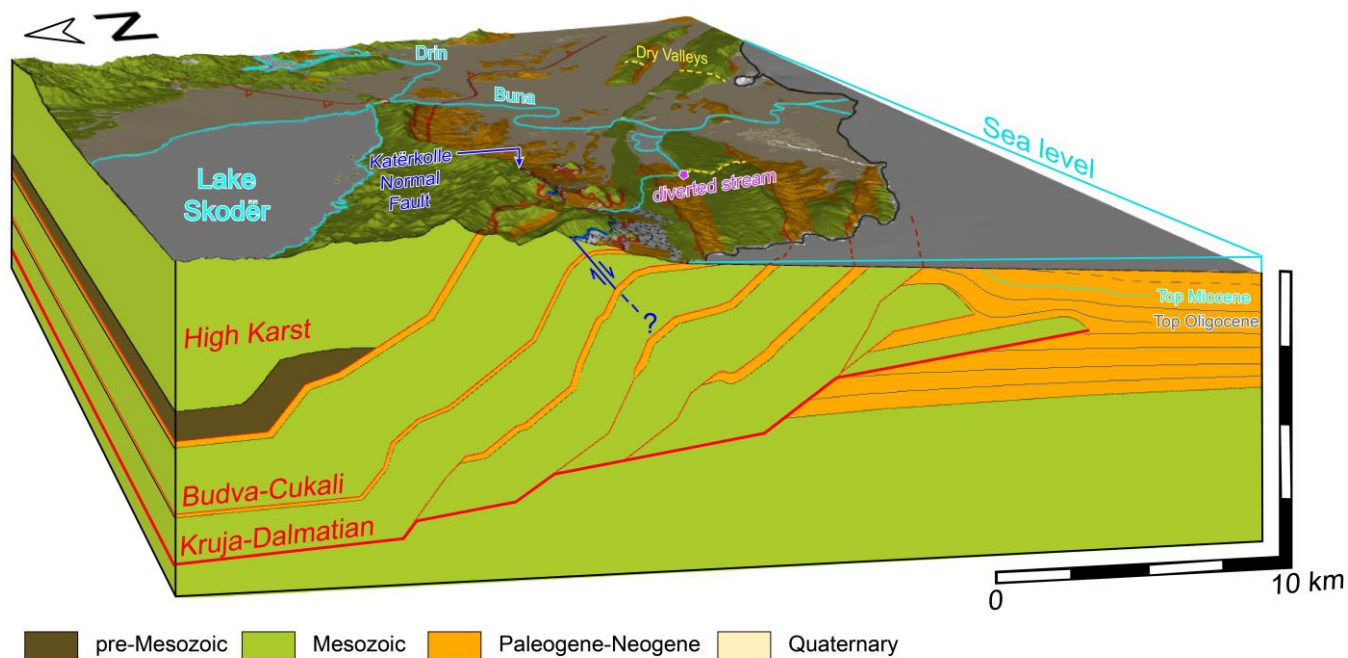 N
Drin
Dry Valleys
Buna
Sea level
Katërkolle
Normal
Fault
diverted stream
Lake
Skodër
?
Top Miocene
Top Oligocene
High Karst
Budva-Cukali
Kruja-Dalmatian
0
10 km
pre-Mesozoic
Mesozoic
Paleogene-Neogene
Quaternary